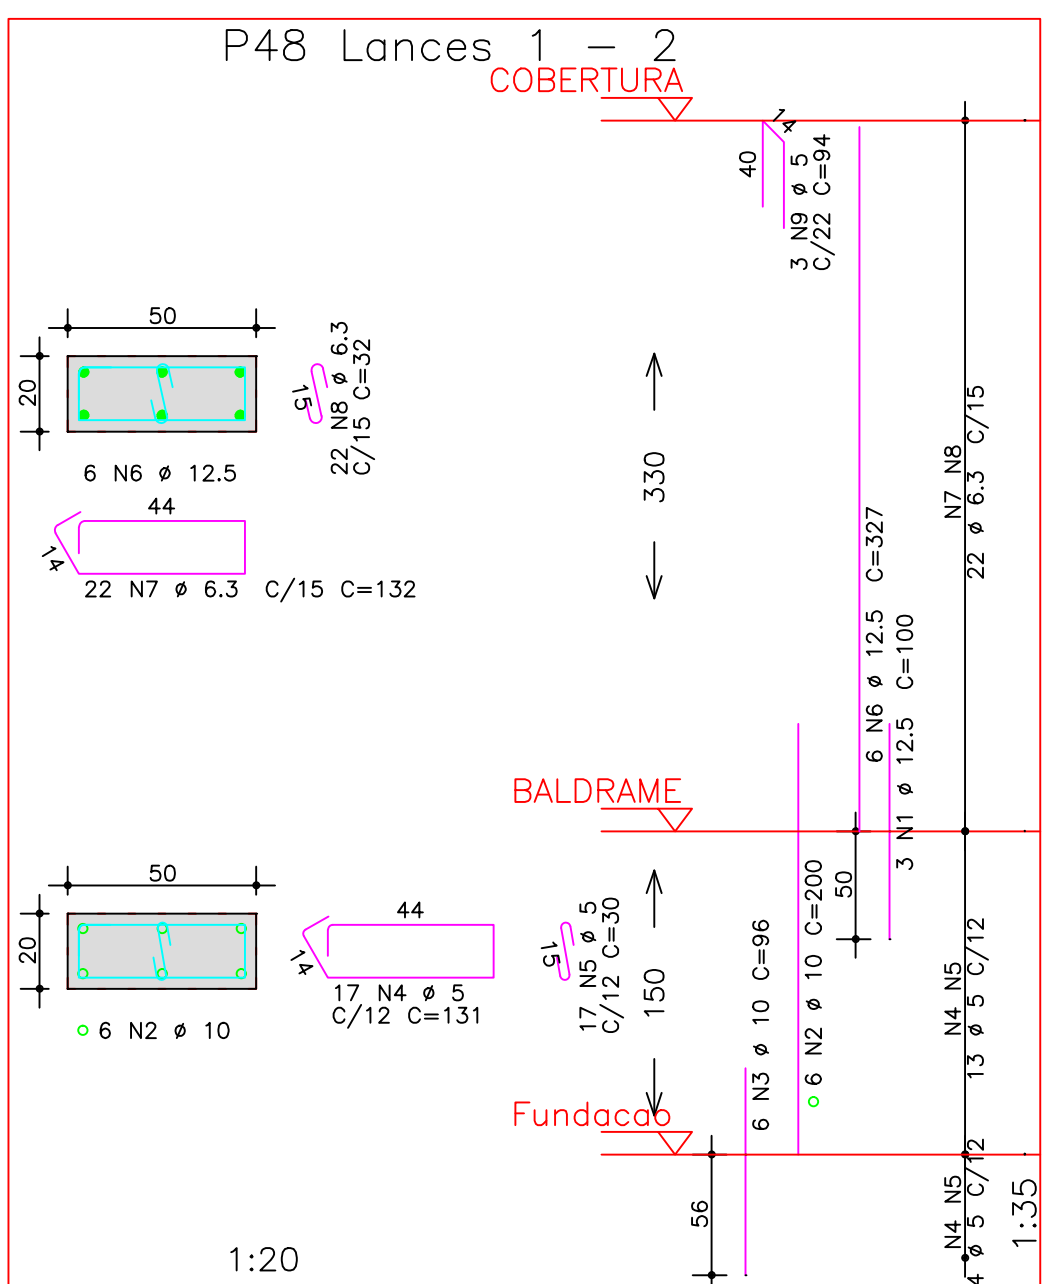 P48 Lances 1 - 2
COBERTURA
14
40
3 N9 ø 5
C/22 C=94
50
20
15
22 N8 ø 6.3
C/15 C=32
6 N6 ø 12.5
44
14
22 N7 ø 6.3 C/15 C=132
330
N7 N8
22 ø 6.3 C/15
6 N6 ø 12.5 C=327
3 N1 ø 12.5 C=100
BALDRAME
50
50
20
6 N2 ø 10
44
14
17 N4 ø 5
C/12 C=131
15
17 N5 ø 5
C/12 C=30
150
6 N3 ø 10 C=96
6 N2 ø 10 C=200
N4 N5
13 ø 5 C/12
Fundacao
56
N4 N5
4 ø 5 C/12
1:20
1:35